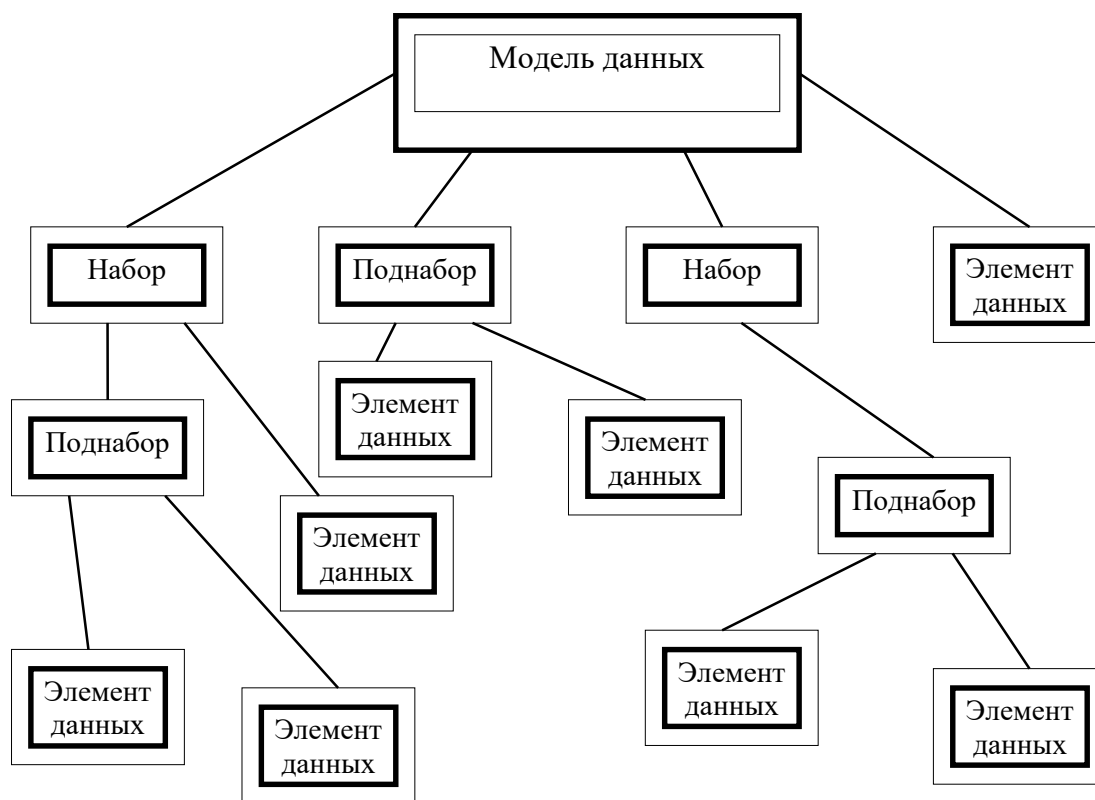 Модель данных
Набор
Поднабор
Набор
Элемент
данных
Элемент
данных
Элемент
данных
Поднабор
Поднабор
Элемент
данных
Элемент
данных
Элемент
данных
Элемент
данных
Элемент
данных